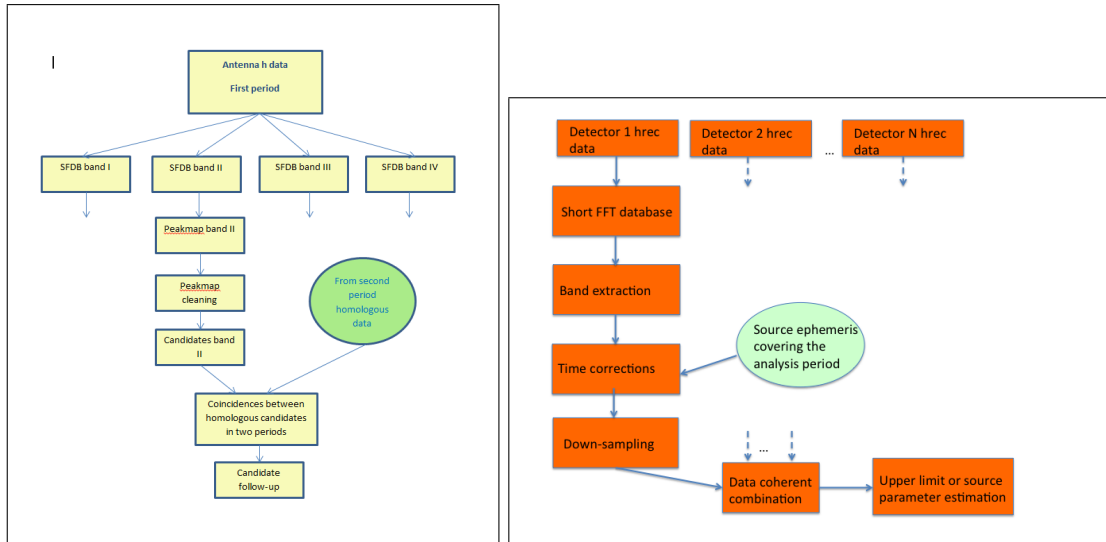 Antenna h data
First period
SFDB band I
SFDB band II
SFDB band III
SFDB band IV
Peakmap band II
Peakmap
cleaning
Candidates band
II
From second
period
homologous
data
Coincidences between
homologous candidates
in two periods
Candidate
follow-up
Detector 1 hrec
data
Detector 2 hrec
data
...
Detector N hrec
data
Short FFT database
Band extraction
Source ephemeris
covering the
analysis period
Time corrections
Down-sampling
...
Data coherent
combination
Upper limit or source
parameter estimation